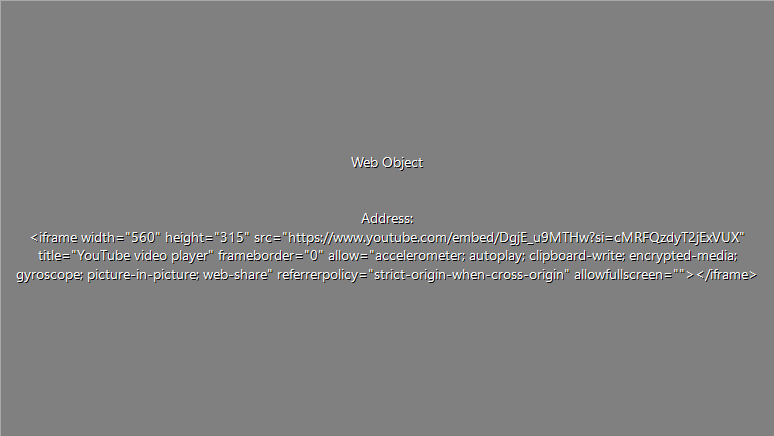 Web Object
Address:
<iframe width="560" height="315" src="https://www.youtube.com/embed/DgjE_u9MTHw?si=cMRFQzdyT2jExVUX"
title="YouTube video player" frameborder="0" allow="accelerometer; autoplay; clipboard-write; encrypted-media;
gyroscope; picture-in-picture; web-share" referrerpolicy="strict-origin-when-cross-origin" allowfullscreen=""></iframe>